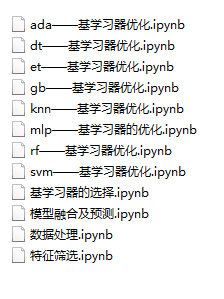 ada——基学习器优化.ipynb
dt——基学习器优化.ipynb
et——基学习器优化.ipynb
gb——基学习器优化.ipynb
knn——基学习器优化.ipynb
mlp——基学习器的优化.ipynb
rf——基学习器优化.ipynb
svm——基学习器优化.ipynb
基学习器的选择.ipynb
模型融合及预测.ipynb
数据处理.ipynb
特征筛选.ipynb